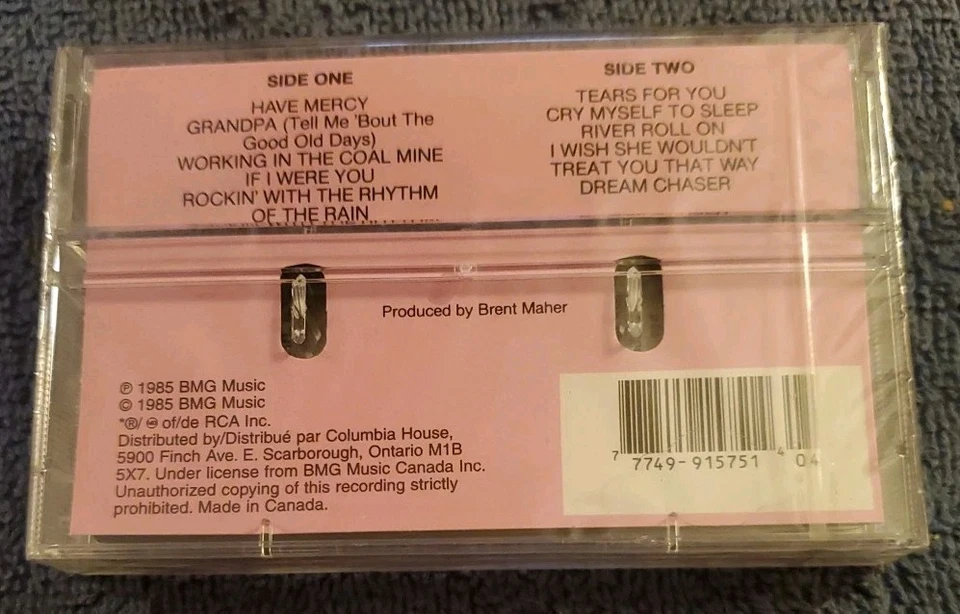 SIDE ONE
HAVE MERCY
GRANDPA (Tell Me 'Bout The
Good Old Days)
WORKING IN THE COAL MINE
IF I WERE YOU
ROCKIN' WITH THE RHYTHM
OF THE RAIN
SIDE TWO
TEARS FOR YOU
CRY MYSELF TO SLEEP
RIVER ROLL ON
I WISH SHE WOULDN'T
TREAT YOU THAT WAY
DREAM CHASER
Produced by Brent Maher
℗ 1985 BMG Music
© 1985 BMG Music
*®/ of/de RCA Inc.
Distributed by/Distribué par Columbia House,
5900 Finch Ave. E. Scarborough, Ontario M1B
5X7. Under license from BMG Music Canada Inc.
Unauthorized copying of this recording strictly
prohibited. Made in Canada.
7 7749-915751 4 04